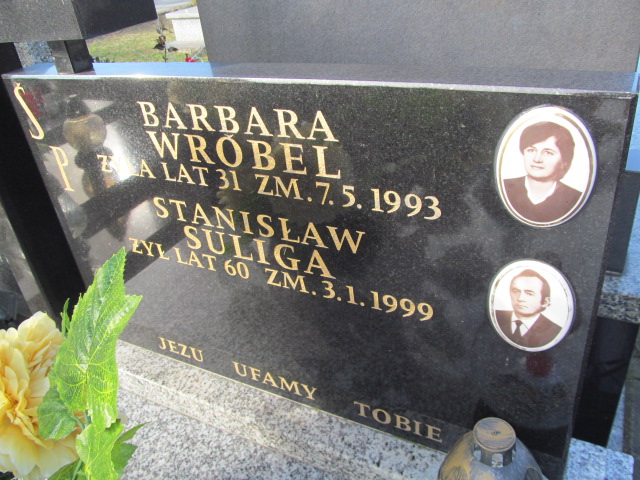 Ś
P
BARBARA
WRÓBEL
ŻYŁA LAT 31 ZM. 7. 5. 1993
STANISŁAW
SULIGA
ŻYŁ LAT 60 ZM. 3. 1. 1999
JEZU UFAMY TOBIE